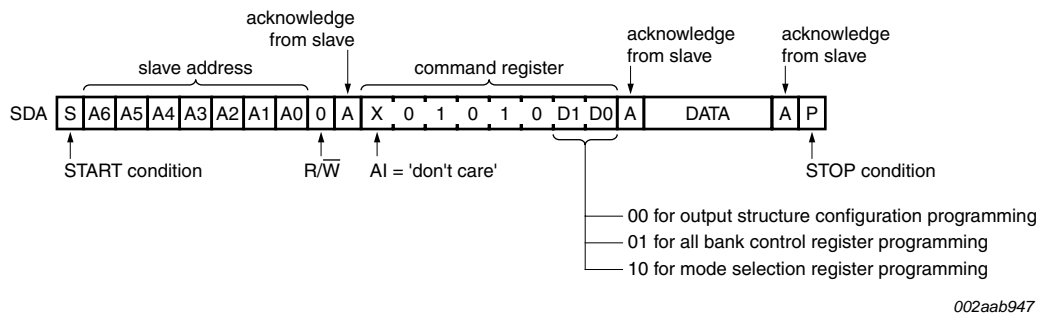 acknowledge
from slave
acknowledge
from slave
acknowledge
from slave
slave address
command register
SDA S A6 A5 A4 A3 A2 A1 A0 0 A X 0 1 0 1 0 D1 D0 A DATA A P
START condition
R/W
AI = 'don't care'
STOP condition
00 for output structure configuration programming
01 for all bank control register programming
10 for mode selection register programming
002aab947